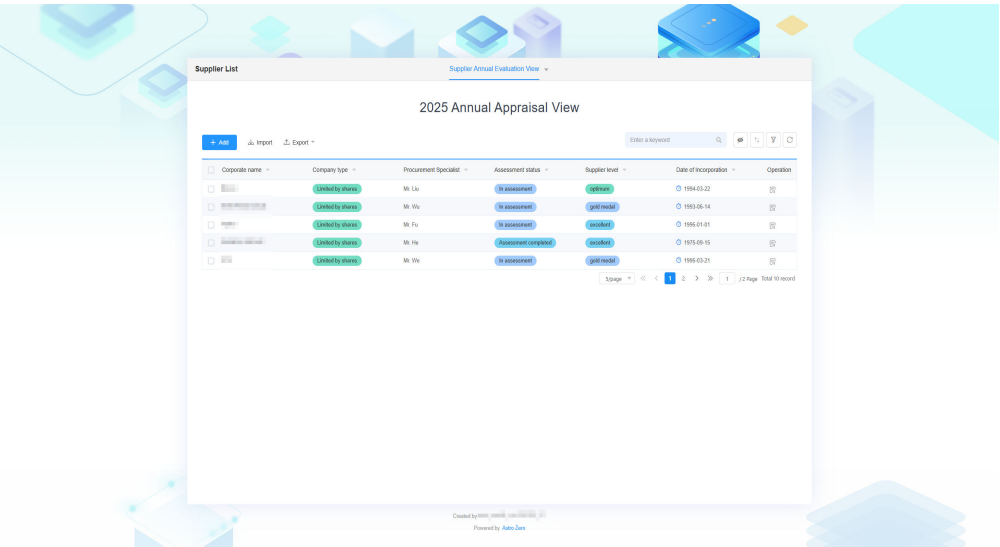 Supplier List
Supplier Annual Evaluation View
2025 Annual Appraisal View
+ Add Import Export Enter a keyword
Corporate name Company type Procurement Specialist Assessment status Supplier level Date of incorporation Operation
Limited by shares Mr. Liu In assessment optimum 1994-03-22
Limited by shares Mr. Wu In assessment gold medal 1993-06-14
Limited by shares Mr. Fu In assessment excellent 1996-01-01
Limited by shares Mr. He Assessment completed excellent 1975-09-15
Limited by shares Mr. We In assessment gold medal 1995-03-21
5/page 1 2 1 / 2 Page Total 10 record
Created by
Powered by Astro Zero